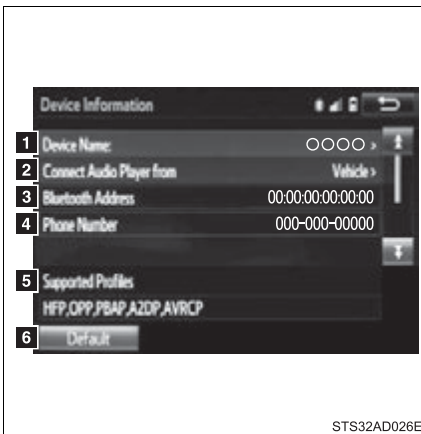 Device Information
1 Device Name: ○○○○ >
2 Connect Audio Player from Vehicle >
3 Bluetooth Address 00:00:00:00:00:00
4 Phone Number 000-000-00000
5 Supported Profiles
HFP,OPP,PBAP,A2DP,AVRCP
6 Default
STS32AD026E